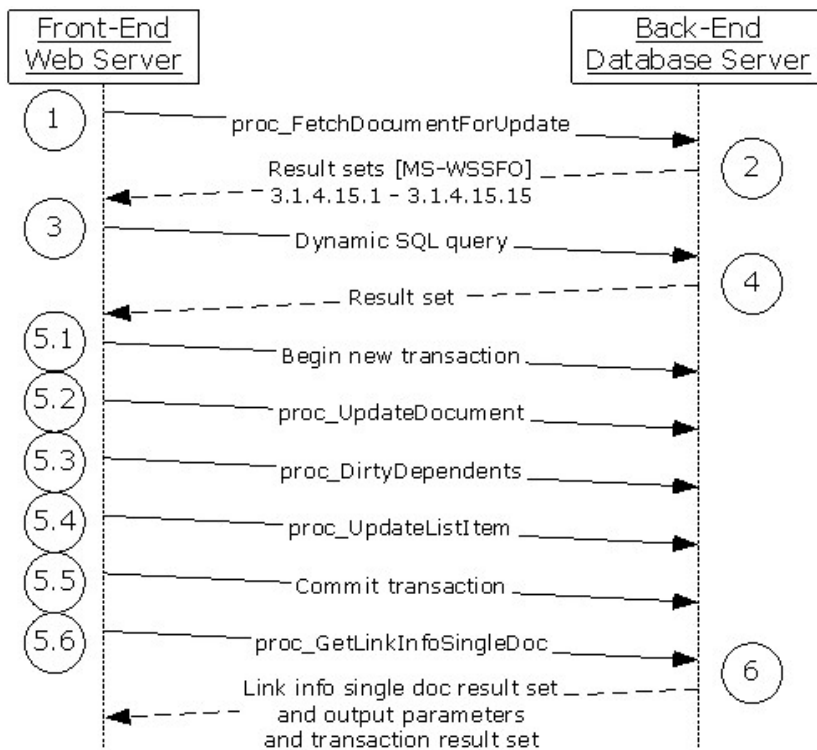 Front-End
Web Server
Back-End
Database Server
1
proc_FetchDocumentForUpdate
Result sets [MS-WSSFO]
3.1.4.15.1 – 3.1.4.15.15
2
3
Dynamic SQL query
4
Result set
5.1
Begin new transaction
5.2
proc_UpdateDocument
5.3
proc_DirtyDependents
5.4
proc_UpdateListItem
5.5
Commit transaction
5.6
proc_GetLinkInfoSingleDoc
6
Link info single doc result set
and output parameters
and transaction result set